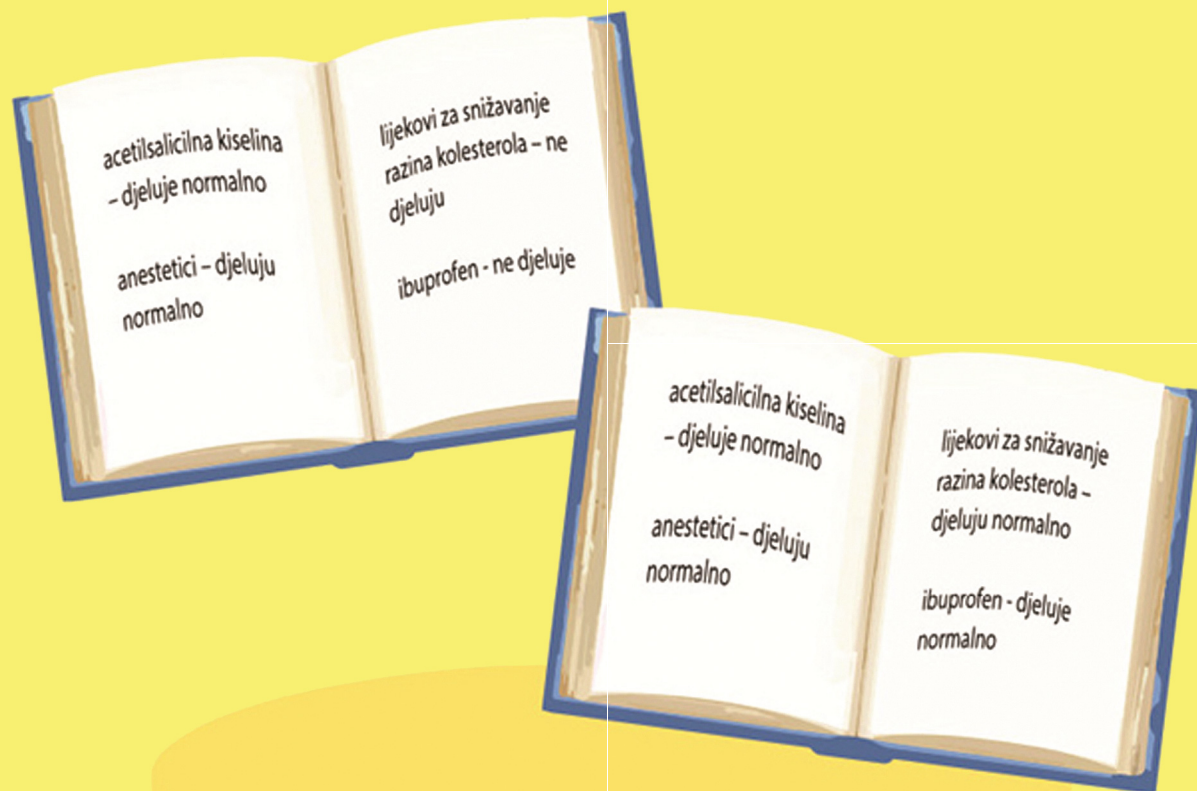 acetilsalicilna kiselina
– djeluje normalno
anestetici – djeluju
normalno
lijekovi za snižavanje
razina kolesterola – ne
djeluju
ibuprofen - ne djeluje
acetilsalicilna kiselina
– djeluje normalno
anestetici – djeluju
normalno
lijekovi za snižavanje
razina kolesterola –
djeluju normalno
ibuprofen - djeluje
normalno